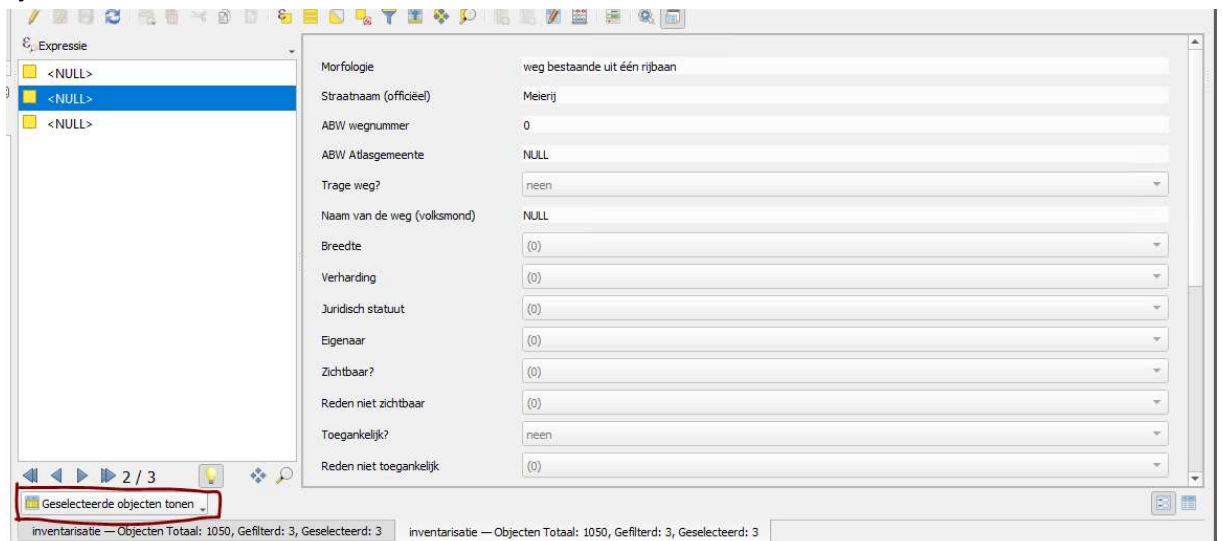 Expressie
<NULL>
<NULL>
<NULL>
Morfologie weg bestaande uit één rijbaan
Straatnaam (officiëel) Meierij
ABW wegnummer 0
ABW Atlasgemeente NULL
Trage weg? neen
Naam van de weg (volksmond) NULL
Breedte (0)
Verharding (0)
Juridisch statuut (0)
Eigenaar (0)
Zichtbaar? (0)
Reden niet zichtbaar (0)
Toegankelijk? neen
Reden niet toegankelijk (0)
2 / 3
Geselecteerde objecten tonen
inventarisatie — Objecten Totaal: 1050, Gefilterd: 3, Geselecteerd: 3
inventarisatie — Objecten Totaal: 1050, Gefilterd: 3, Geselecteerd: 3